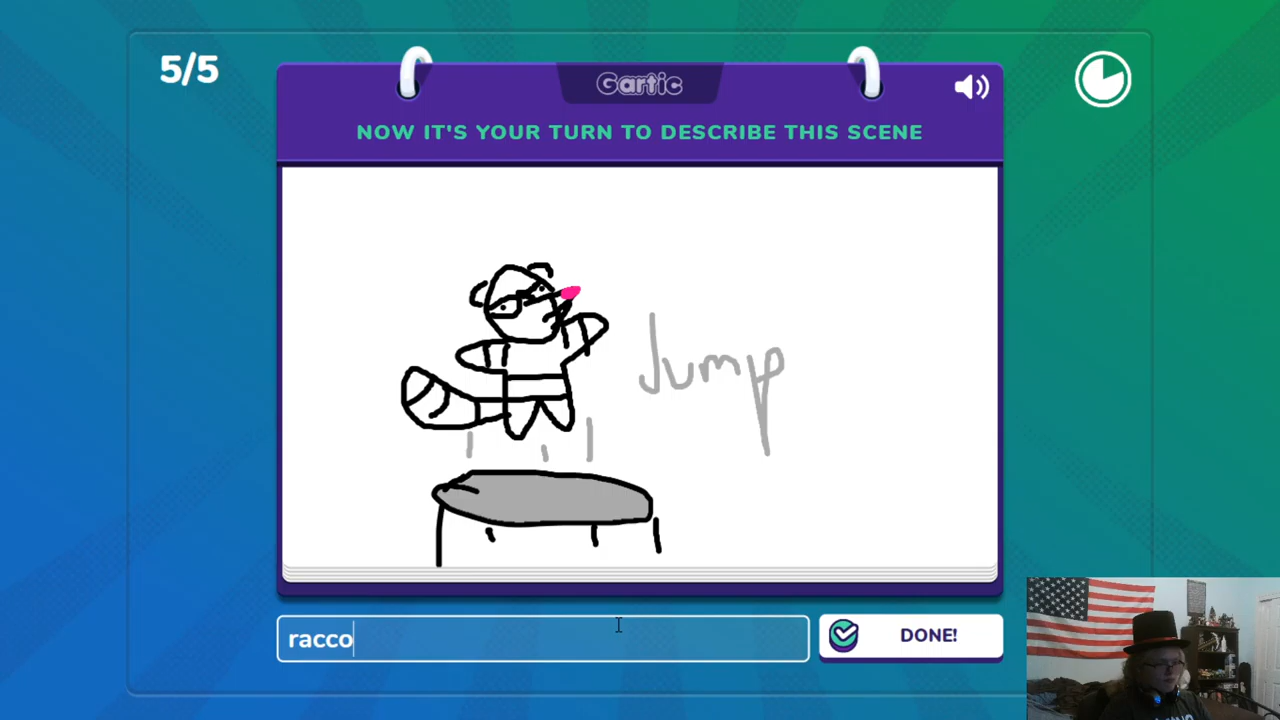 5/5
Gartic
NOW IT'S YOUR TURN TO DESCRIBE THIS SCENE
Jump
racco
DONE!